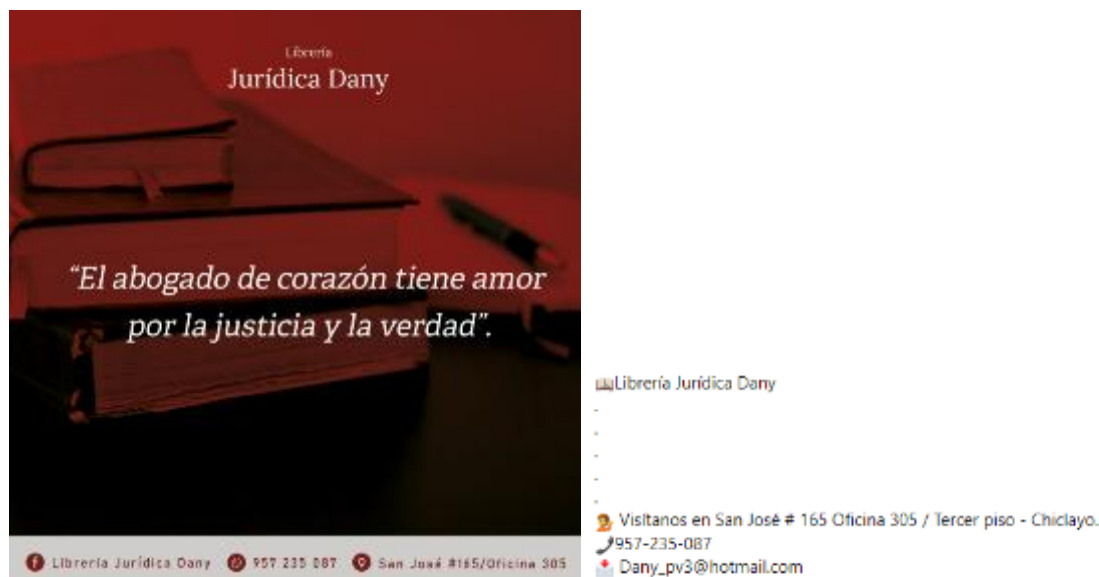 Librería
Jurídica Dany
“El abogado de corazón tiene amor
por la justicia y la verdad”.
Librería Jurídica Dany 957 235 087 San José #165/Oficina 305
📖Librería Jurídica Dany
.
.
.
.
.
💁 Visítanos en San José # 165 Oficina 305 / Tercer piso - Chiclayo.
📞957-235-087
📩 Dany_pv3@hotmail.com